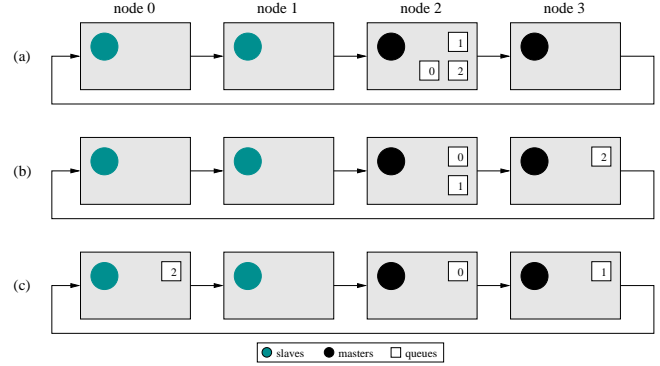 node 0 node 1 node 2 node 3
(a)
1
0 2
(b)
0 2
1
(c)
2 0 1
slaves masters queues